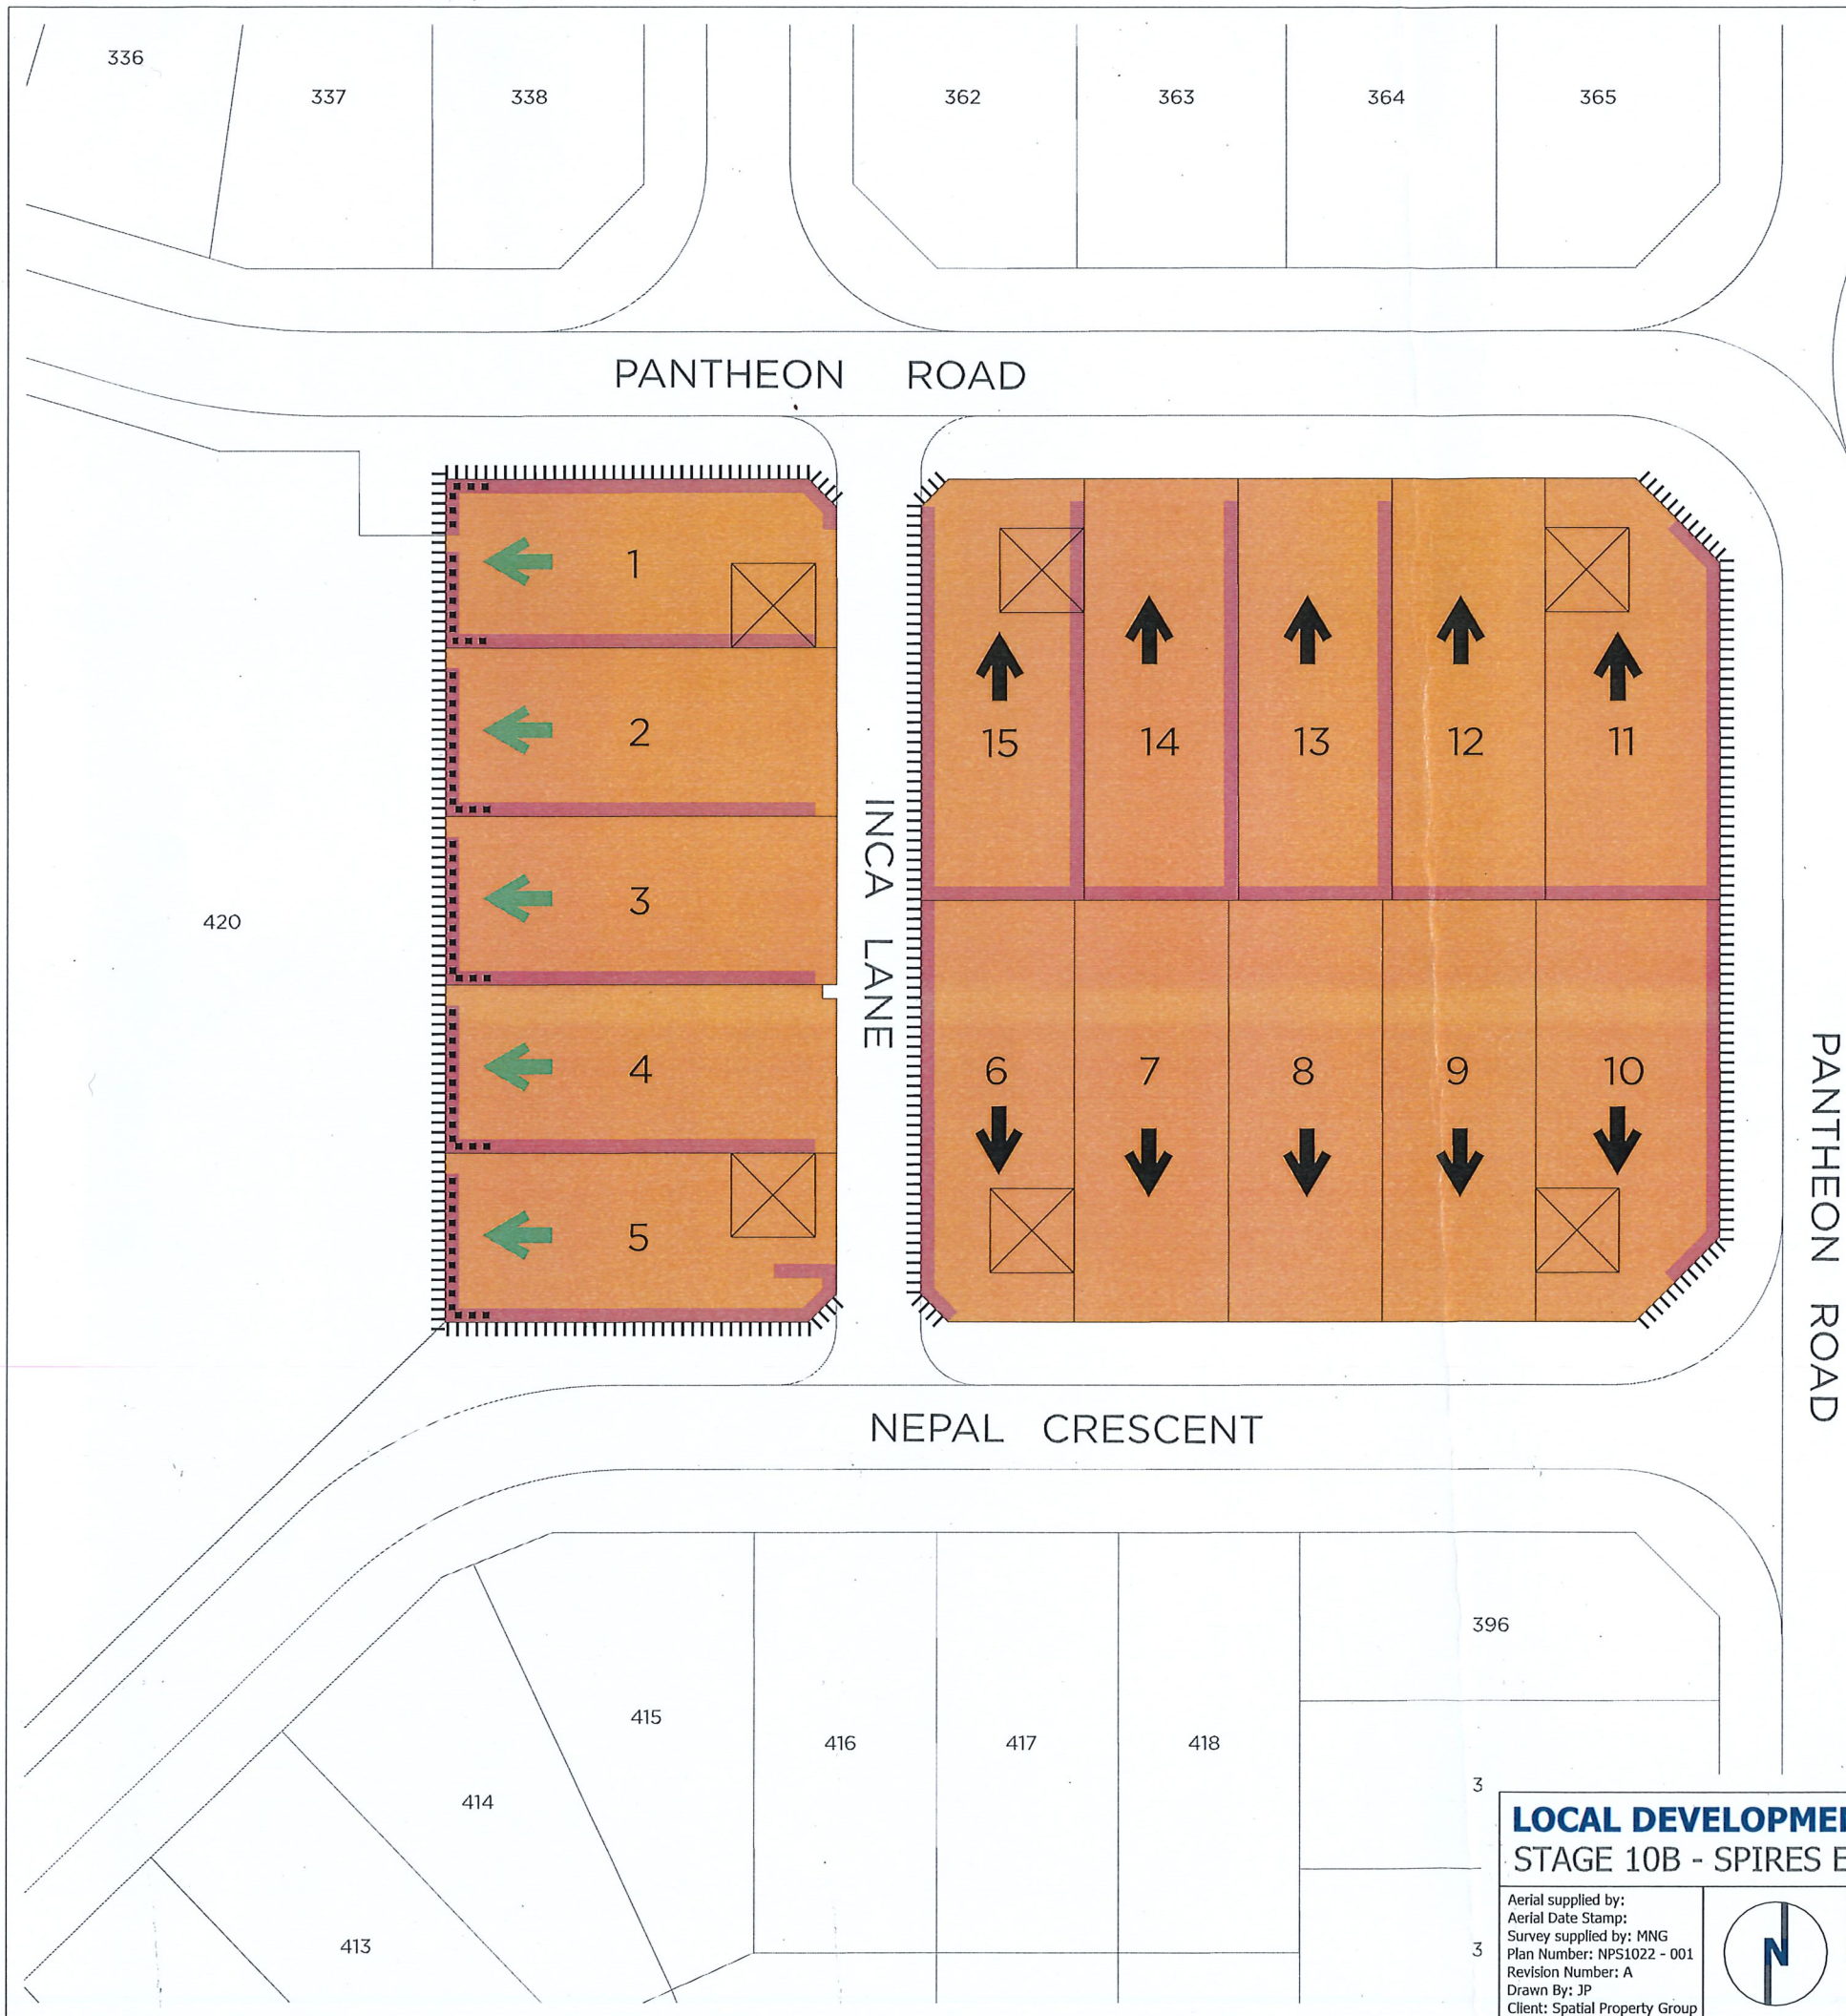 336
337
338
362
363
364
365
PANTHEON ROAD
1
2
3
4
5
420
INCA LANE
15
14
13
12
11
6
7
8
9
10
PANTHEON ROAD
NEPAL CRESCENT
396
415
416
417
418
414
413
3
3
LOCAL DEVELOPME
STAGE 10B - SPIRES E
Aerial supplied by:
Aerial Date Stamp:
Survey supplied by: MNG
Plan Number: NPS1022 - 001
Revision Number: A
Drawn By: JP
Client: Spatial Property Group
N